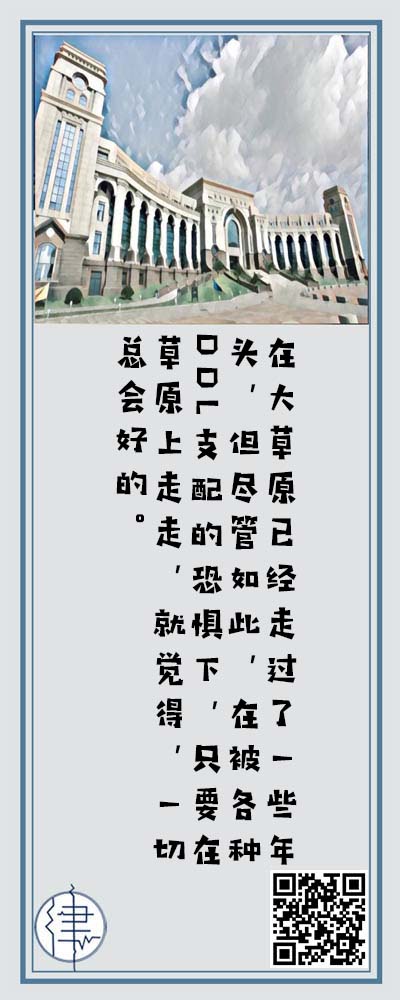 在大草原已经走过了一些年
头，但尽管如此，在被各种
DDL支配的恐惧下，只要在
草原上走走，就觉得，一切
总会好的。
律